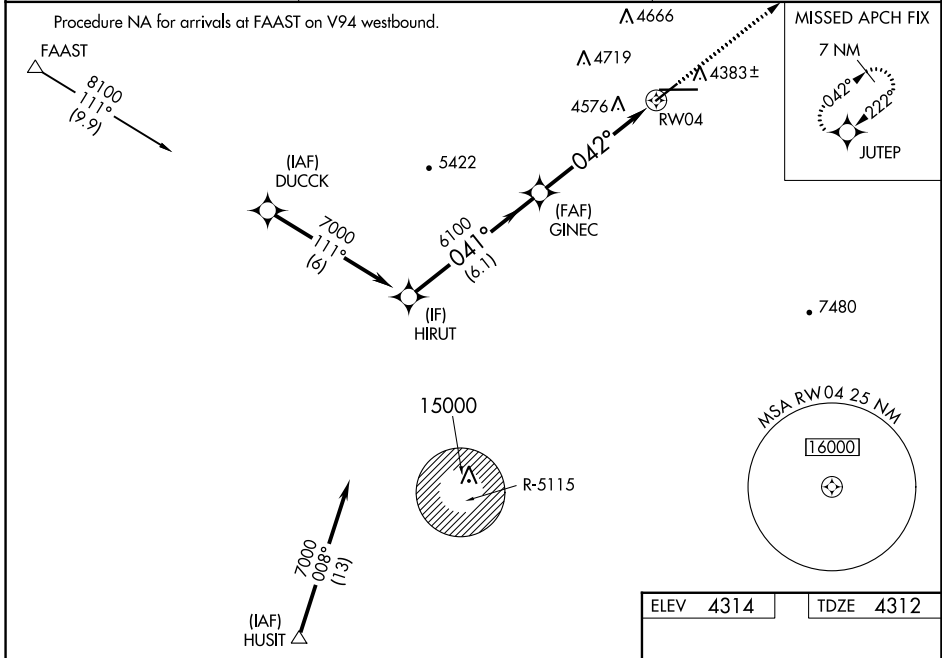 Procedure NA for arrivals at FAAST on V94 westbound.
FAAST
8100
111°
(9.9)
4666
4719
4383±
4576
RW04
MISSED APCH FIX
7 NM
042°
222°
JUTEP
(IAF)
DUCCK
5422
7000
111°
(6)
042°
(FAF)
GINEC
6100
041°
(6.1)
(IF)
HIRUT
7480
15000
R-5115
MSA RW04 25 NM
16000
7000
008°
(13)
(IAF)
HUSIT
ELEV 4314
TDZE 4312